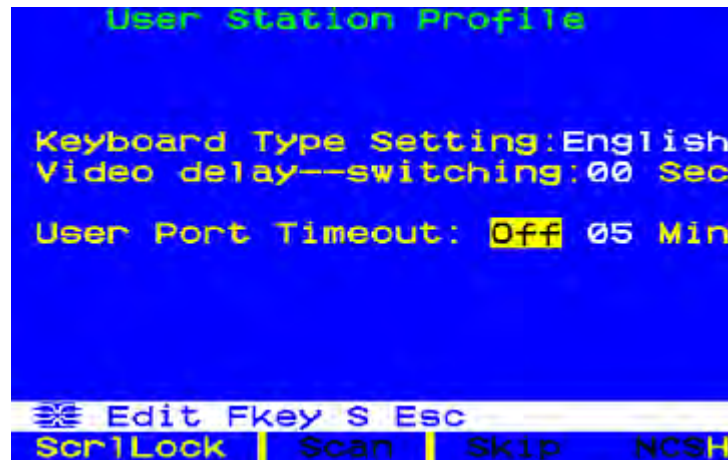 User Station Profile
Keyboard Type Setting:English
Video delay--switching:00 Sec
User Port Timeout: Off 05 Min
Edit Fkey S Esc
ScrlLock Scan Skip NCSH